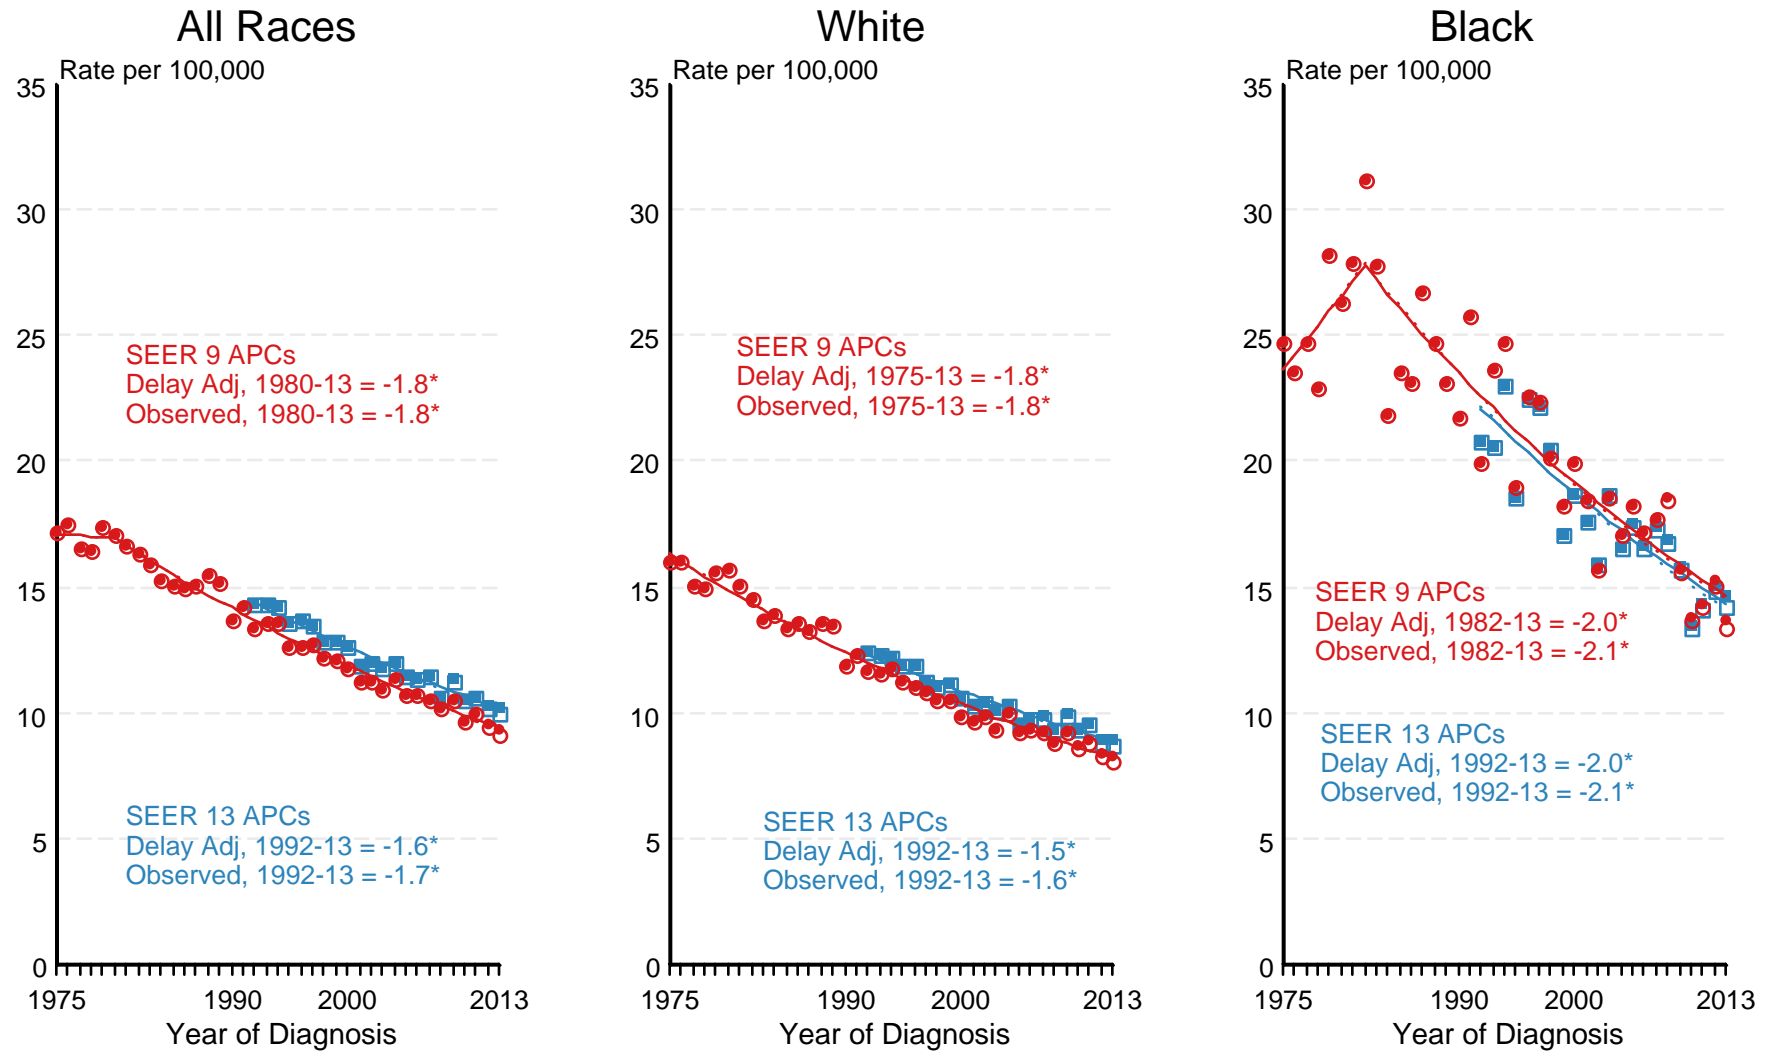 All Races
Rate per 100,000
35
30
25
20
15
10
5
0
SEER 9 APCs
Delay Adj, 1980-13 = -1.8*
Observed, 1980-13 = -1.8*
SEER 13 APCs
Delay Adj, 1992-13 = -1.6*
Observed, 1992-13 = -1.7*
1975 1990 2000 2013
Year of Diagnosis
White
Rate per 100,000
35
30
25
20
15
10
5
0
SEER 9 APCs
Delay Adj, 1975-13 = -1.8*
Observed, 1975-13 = -1.8*
SEER 13 APCs
Delay Adj, 1992-13 = -1.5*
Observed, 1992-13 = -1.6*
1975 1990 2000 2013
Year of Diagnosis
Black
Rate per 100,000
35
30
25
20
15
10
5
0
SEER 9 APCs
Delay Adj, 1982-13 = -2.0*
Observed, 1982-13 = -2.1*
SEER 13 APCs
Delay Adj, 1992-13 = -2.0*
Observed, 1992-13 = -2.1*
1975 1990 2000 2013
Year of Diagnosis